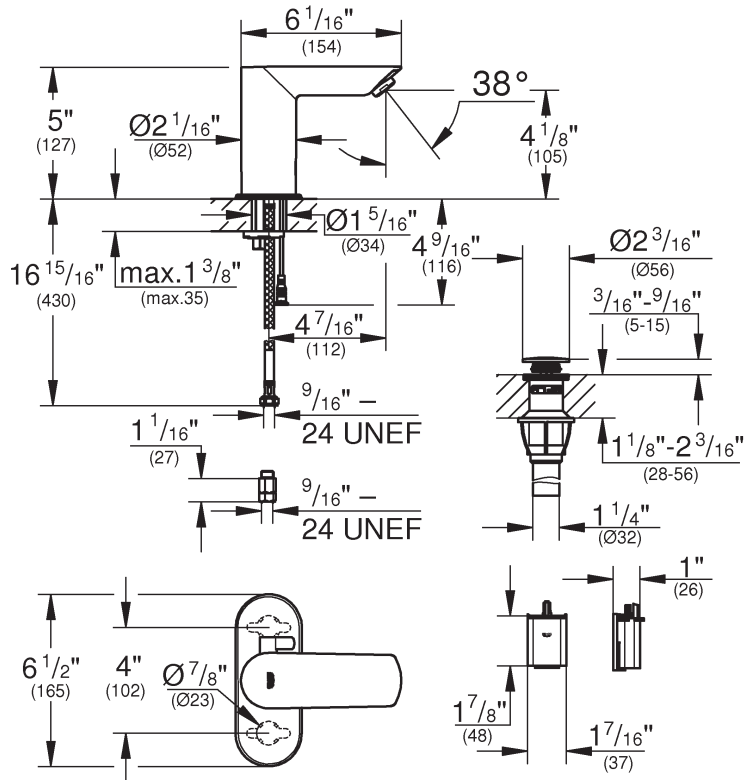 6 1/16"
(154)
38°
5"
(127)
Ø2 1/16"
(Ø52)
4 1/8"
(105)
Ø1 5/16"
(Ø34)
4 9/16"
(116)
Ø2 3/16"
(Ø56)
16 15/16"
(430)
max.1 3/8"
(max.35)
3/16"-9/16"
(5-15)
4 7/16"
(112)
9/16" –
24 UNEF
1 1/16"
(27)
1 1/8"-2 3/16"
(28-56)
9/16" –
24 UNEF
1 1/4"
(Ø32)
1"
(26)
6 1/2"
(165)
4"
(102)
Ø7/8"
(Ø23)
1 7/8"
(48)
1 7/16"
(37)